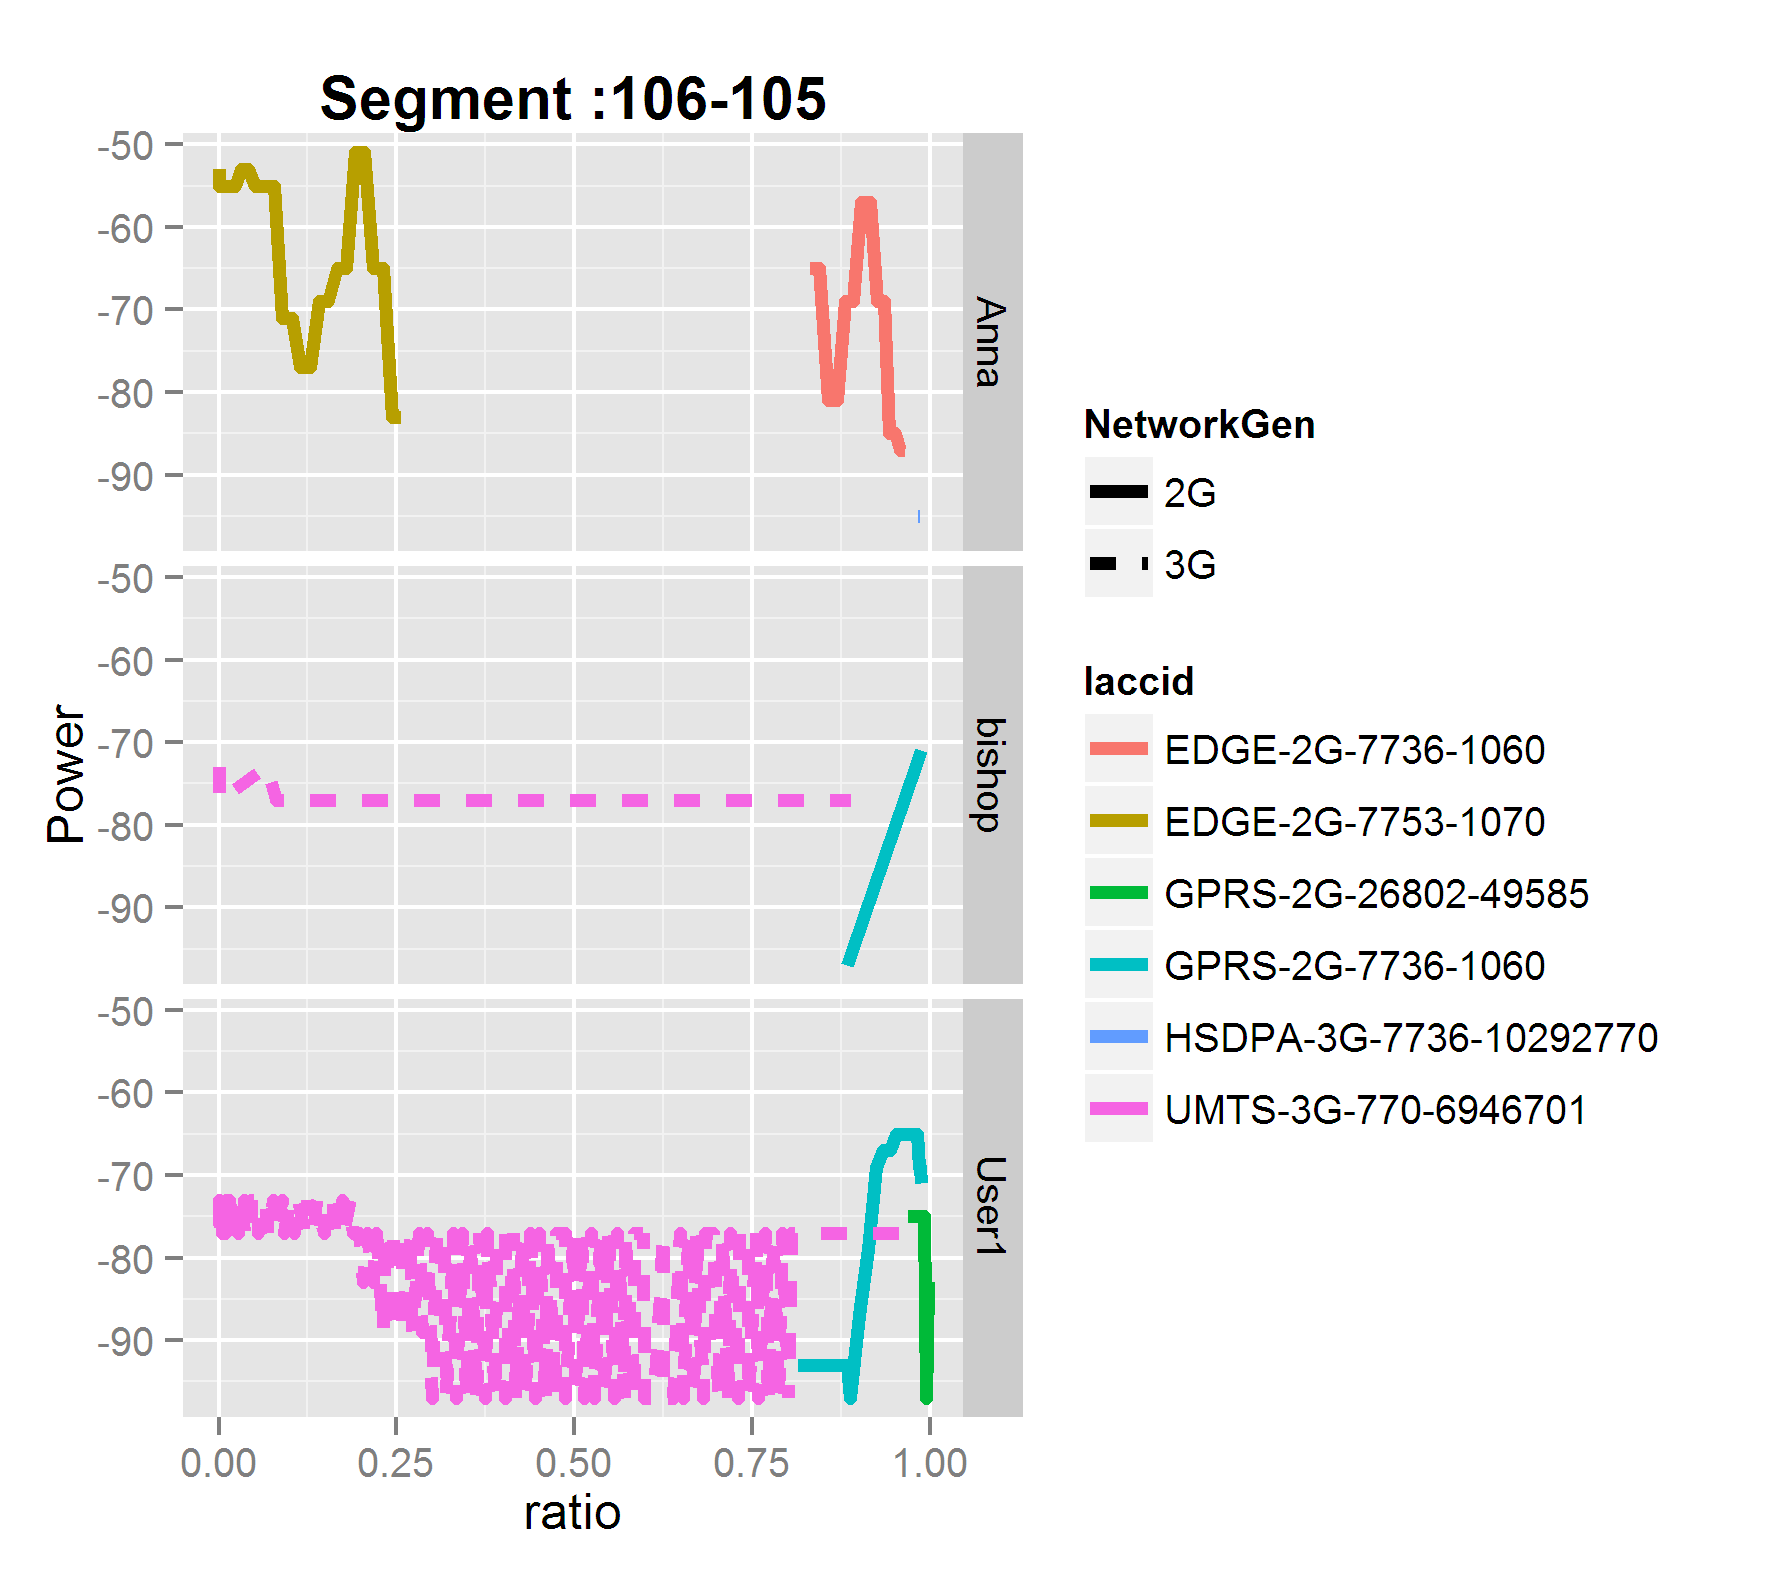 Segment :106-105
-50
-60
-70
-80
-90
Anna
-50
-60
-70
-80
-90
bishop
-50
-60
-70
-80
-90
User1
Power
0.00 0.25 0.50 0.75 1.00
ratio
NetworkGen
2G
3G
laccid
EDGE-2G-7736-1060
EDGE-2G-7753-1070
GPRS-2G-26802-49585
GPRS-2G-7736-1060
HSDPA-3G-7736-10292770
UMTS-3G-770-6946701